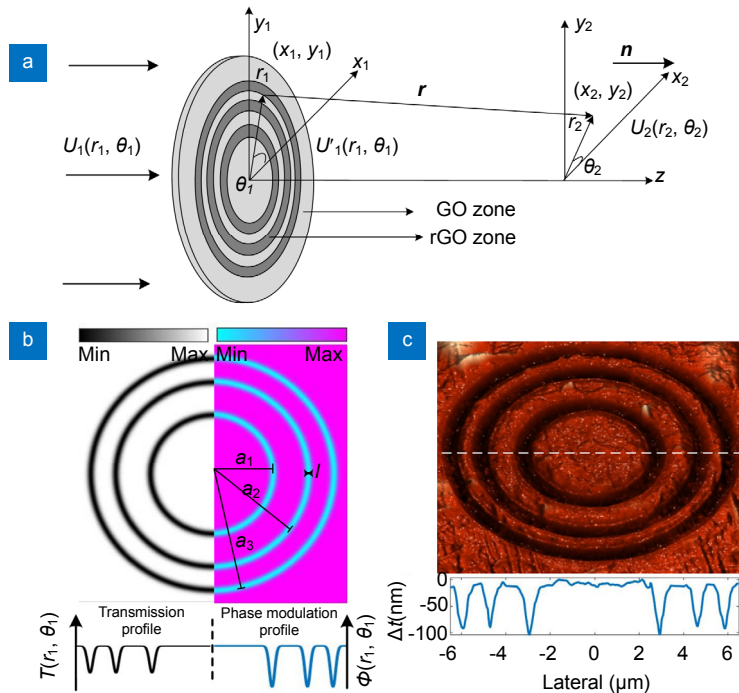 a
y₁
(x₁, y₁)
x₁
r₁
r
U₁(r₁, θ₁)
U'₁(r₁, θ₁)
θ₁
y₂
n
x₂
(x₂, y₂)
r₂
U₂(r₂, θ₂)
θ₂
z
GO zone
rGO zone
b
Min Max
Min Max
a₁
l
a₂
a₃
Transmission
profile
Phase modulation
profile
T(r₁, θ₁)
Φ(r₁, θ₁)
c
Δt(nm)
0
-50
-100
-6 -4 -2 0 2 4 6
Lateral (µm)